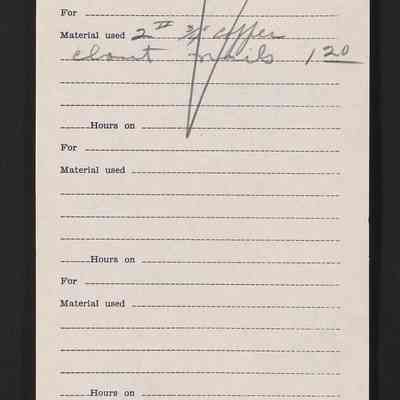 For
Material used 2# 3/4" copper
clout nails 1 20
Hours on
For
Material used
Hours on
For
Material used
Hours on